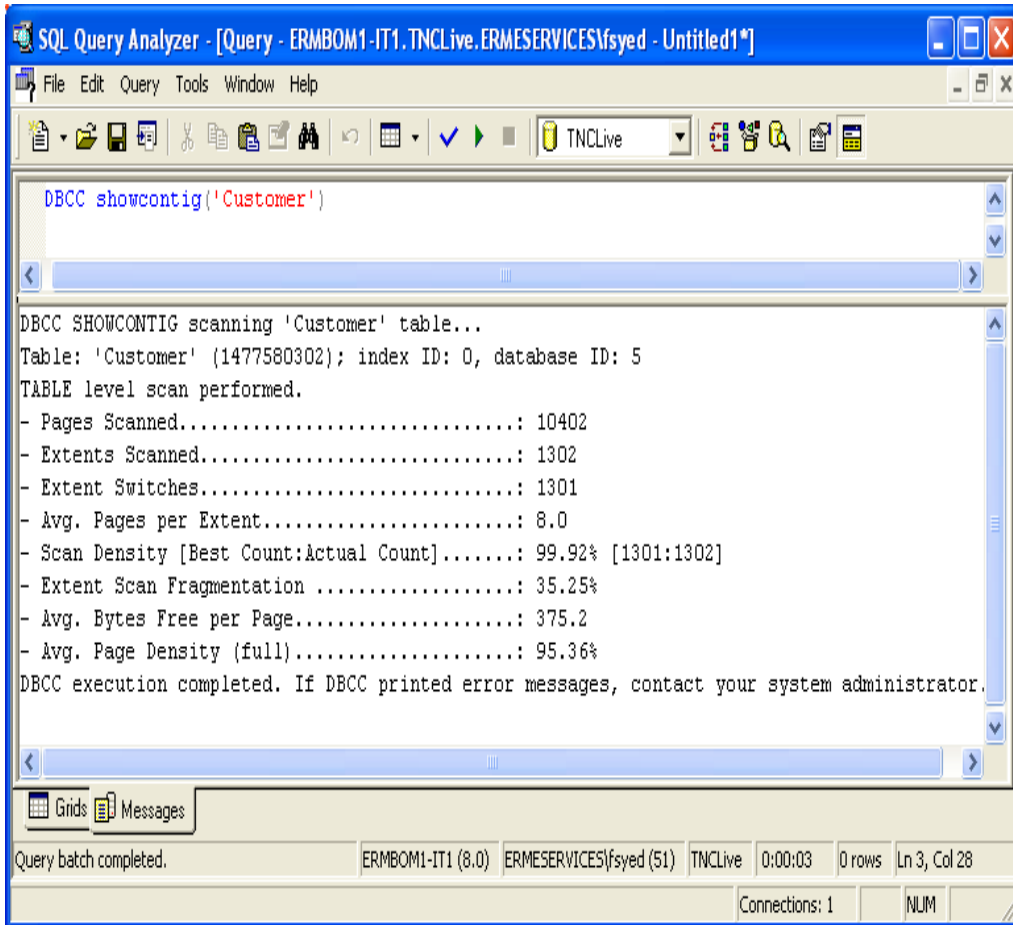 SQL Query Analyzer - [Query - ERMBOM1-IT1.TNCLive.ERMESERVICES\fsyed - Untitled1*]
File Edit Query Tools Window Help
TNCLive
DBCC showcontig('Customer')
DBCC SHOWCONTIG scanning 'Customer' table...
Table: 'Customer' (1477580302); index ID: 0, database ID: 5
TABLE level scan performed.
- Pages Scanned................................: 10402
- Extents Scanned..............................: 1302
- Extent Switches..............................: 1301
- Avg. Pages per Extent........................: 8.0
- Scan Density [Best Count:Actual Count].......: 99.92% [1301:1302]
- Extent Scan Fragmentation ...................: 35.25%
- Avg. Bytes Free per Page.....................: 375.2
- Avg. Page Density (full).....................: 95.36%
DBCC execution completed. If DBCC printed error messages, contact your system administrator.
Grids Messages
Query batch completed. ERMBOM1-IT1 (8.0) ERMESERVICES\fsyed (51) TNCLive 0:00:03 0 rows Ln 3, Col 28
Connections: 1 NUM